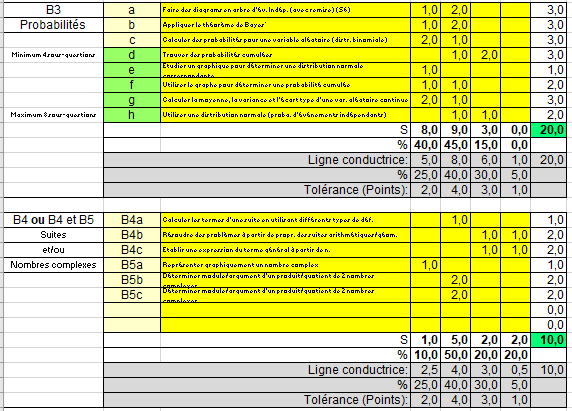 B3 a Faire des diagrams en arbre d'év. Indép. (avec remise) (S6) 1,0 2,0 3,0
Probabilités b Appliquer le théorème de Bayes' 1,0 2,0 3,0
c Calculer des probabilités pour une variable aléatoire (distr. binomiale) 2,0 1,0 3,0
Minimum 4 sous-questions d Trouver des probabilités cumulées 1,0 2,0 3,0
e Etudier un graphique pour déterminer une distribution normale correspondante 1,0 1,0
f Utiliser le graphe pour déterminer une probabilité cumulée 1,0 1,0 2,0
g Calculer la moyenne, la variance et l'écart type d'une var. aléatoire continue 2,0 1,0 3,0
Maximum 8 sous-questions h Utiliser une distribution normale (proba. d'événements indépendants) 1,0 1,0 2,0
S 8,0 9,0 3,0 0,0 20,0
% 40,0 45,0 15,0 0,0
Ligne conductrice: 5,0 8,0 6,0 1,0 20,0
% 25,0 40,0 30,0 5,0
Tolérance (Points): 2,0 4,0 3,0 1,0
B4 ou B4 et B5 B4a Calculer les termes d'une suite en utilisant différents types de déf. 1,0 1,0
Suites B4b Résoudre des problèmes à partir de propr. des suites arithmétiques/géom. 1,0 1,0 2,0
et/ou B4c Etablir une expression du terme général à partir de n. 1,0 1,0 2,0
Nombres complexes B5a Représenter graphiquement un nombre complex 1,0 1,0
B5b Déterminer module/argument d'un produit/quotient de 2 nombres complexes 2,0 2,0
B5c Déterminer module/argument d'un produit/quotient de 2 nombres complexes 2,0 2,0
0,0
0,0
S 1,0 5,0 2,0 2,0 10,0
% 10,0 50,0 20,0 20,0
Ligne conductrice: 2,5 4,0 3,0 0,5 10,0
% 25,0 40,0 30,0 5,0
Tolérance (Points): 2,0 4,0 3,0 1,0